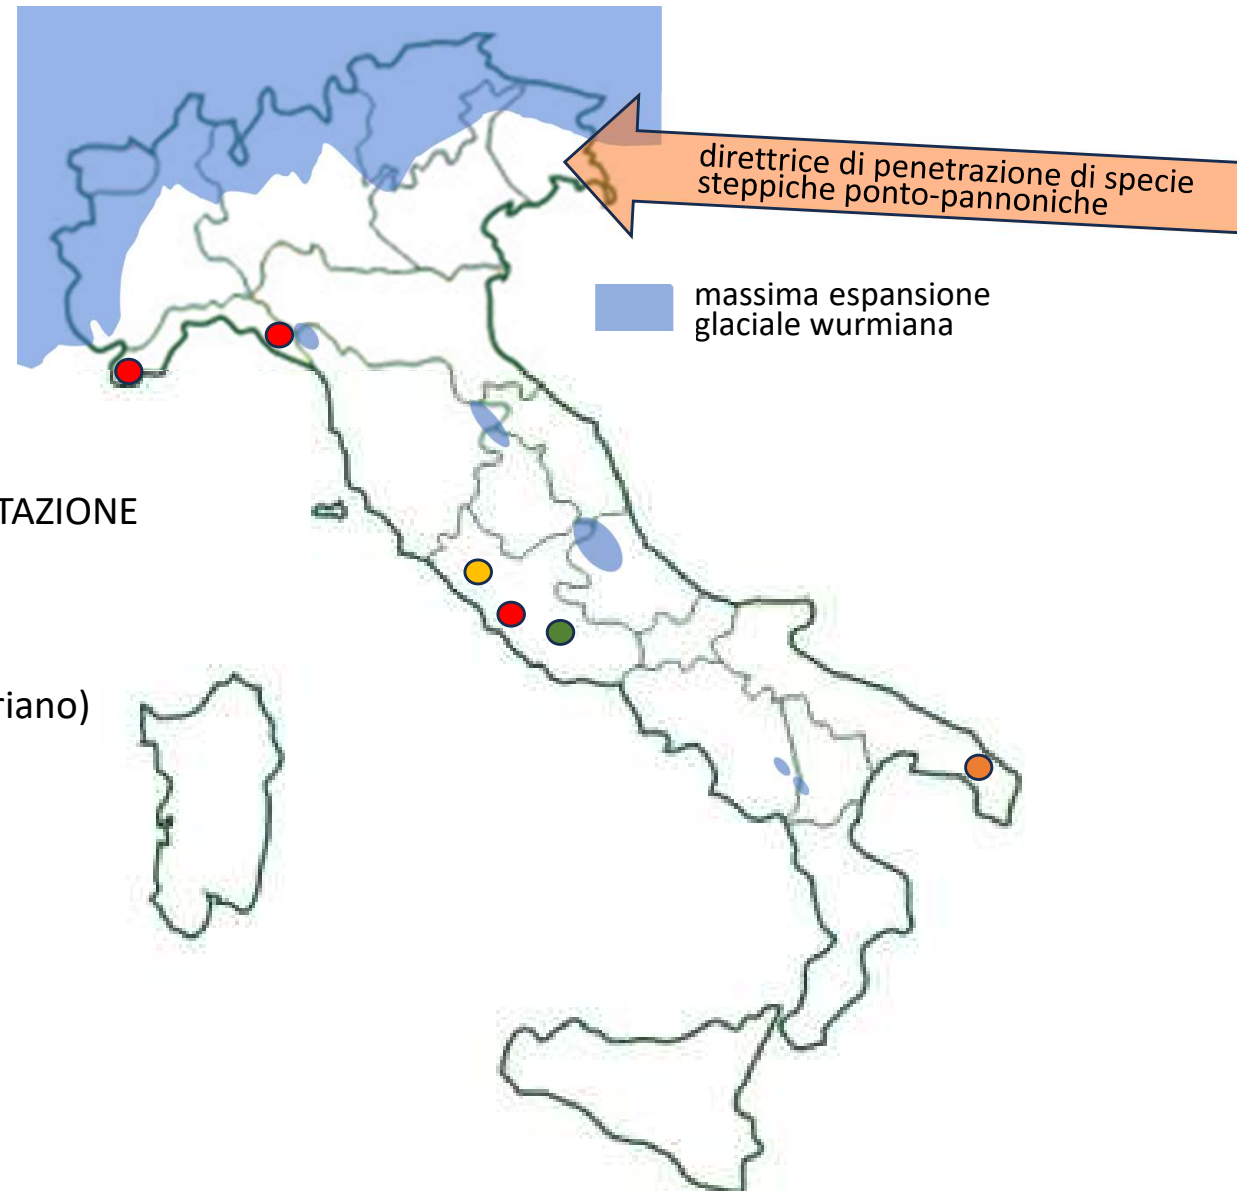 direttrice di penetrazione di specie
steppiche ponto-pannoniche
massima espansione
glaciale wurmiana
TAZIONE
riano)